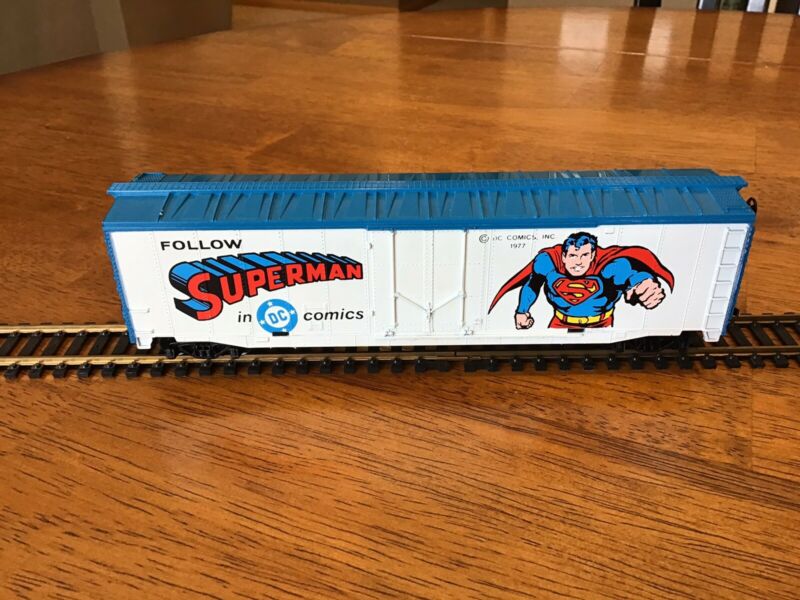 FOLLOW
SUPERMAN
in DC comics
© DC COMICS, INC.
1977
S